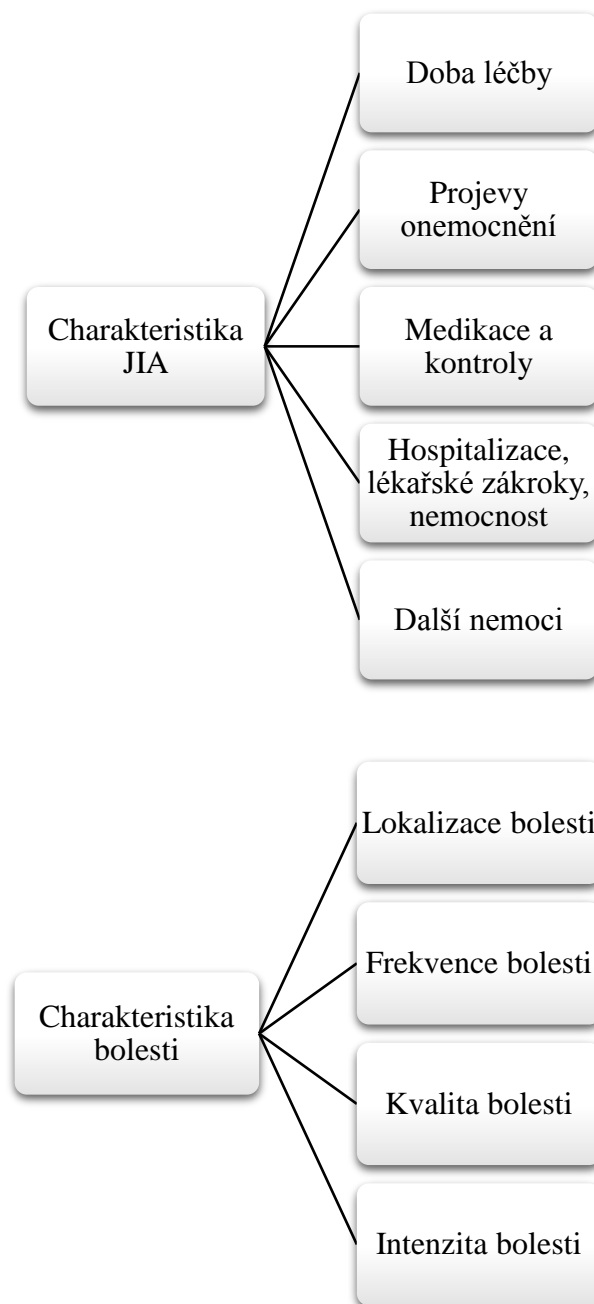 Charakteristika
JIA
Doba léčby
Projevy
onemocnění
Medikace a
kontroly
Hospitalizace,
lékařské zákroky,
nemocnost
Další nemoci
Charakteristika
bolesti
Lokalizace bolesti
Frekvence bolesti
Kvalita bolesti
Intenzita bolesti